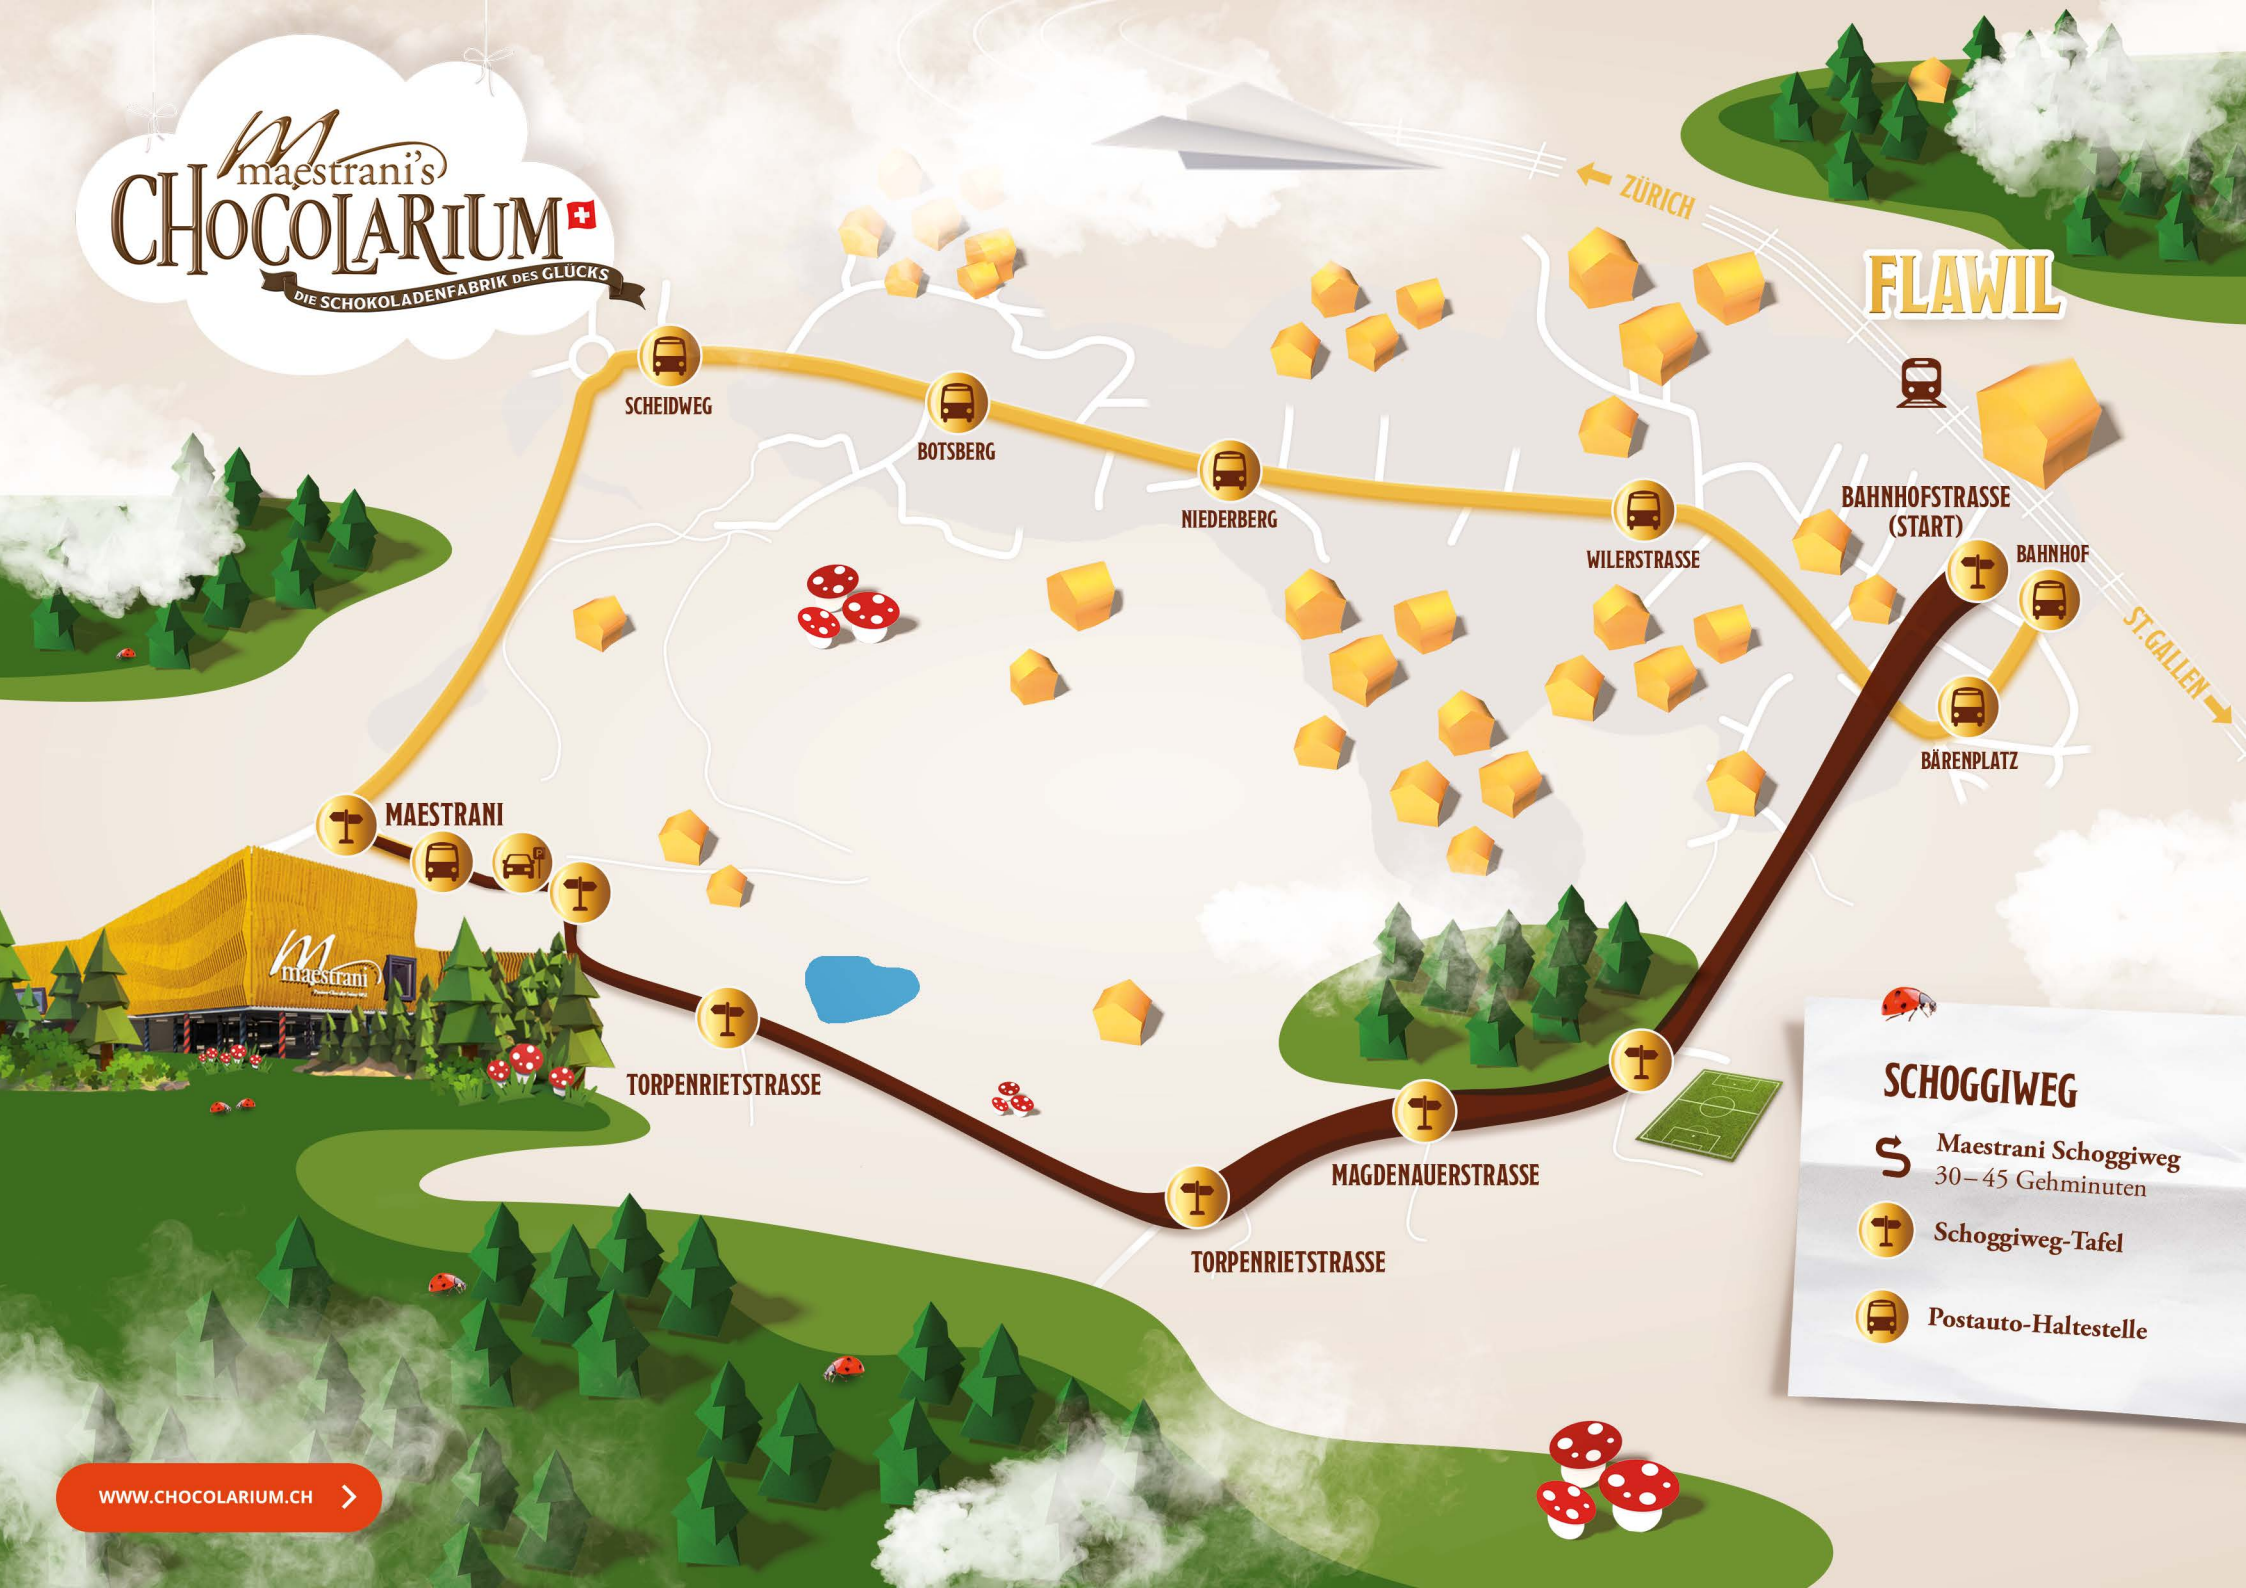 maestrani's
CHOCOLARIUM
DIE SCHOKOLADENFABRIK DES GLÜCKS
ZÜRICH
FLAWIL
SCHEIDWEG
BOTSBERG
NIEDERBERG
WILERSTRASSE
BAHNHOFSTRASSE
(START)
BAHNHOF
ST.GALLEN
BÄRENPLATZ
MAESTRANI
P
maestrani
TORPENRIETSTRASSE
MAGDENAUERSTRASSE
TORPENRIETSTRASSE
SCHOGGIWEG
Maestrani Schoggiweg
30–45 Gehminuten
Schoggiweg-Tafel
Postauto-Haltestelle
WWW.CHOCOLARIUM.CH